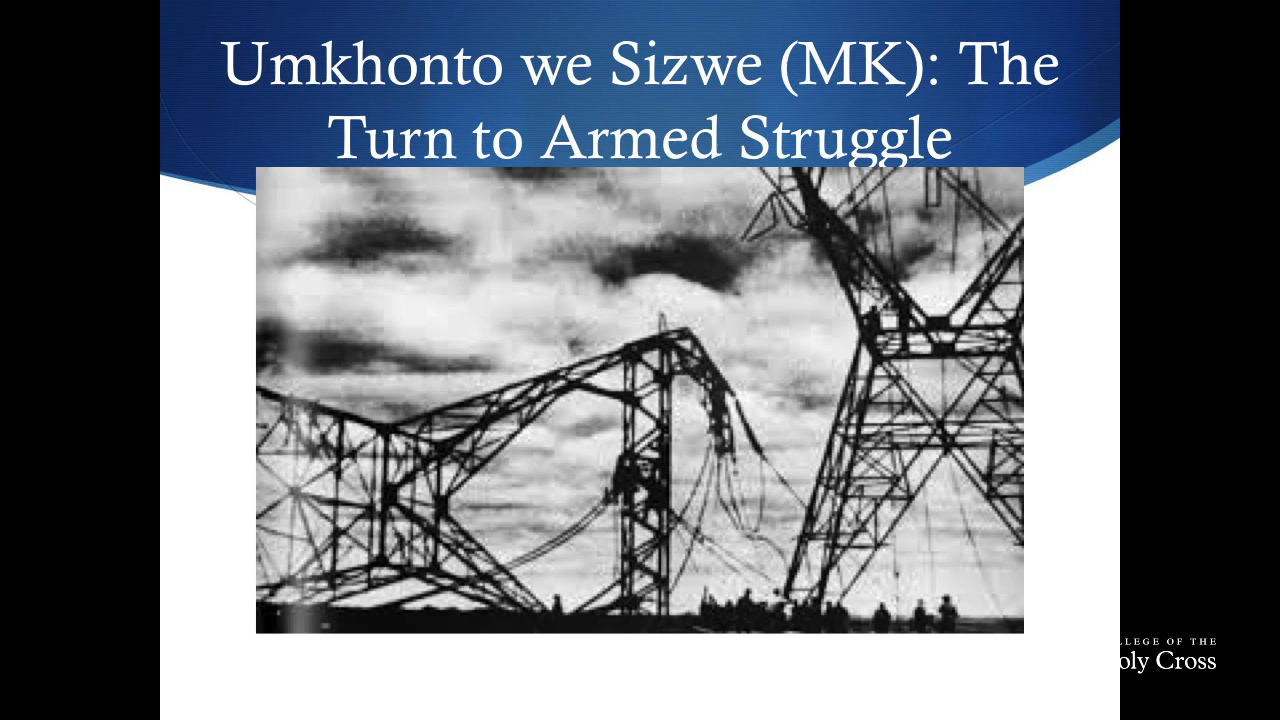 Umkhonto we Sizwe (MK): The
Turn to Armed Struggle
LLEGE OF THE
oly Cross